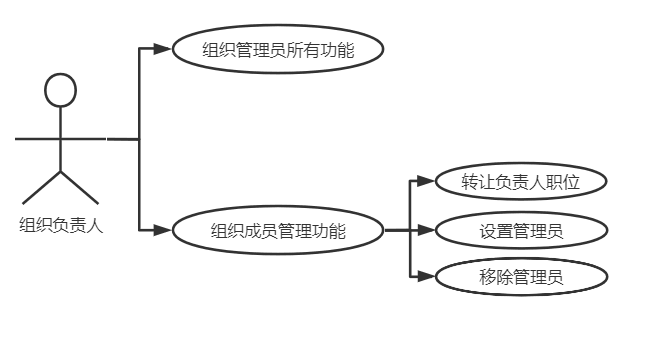 组织管理员所有功能
组织负责人
组织成员管理功能
转让负责人职位
设置管理员
移除管理员